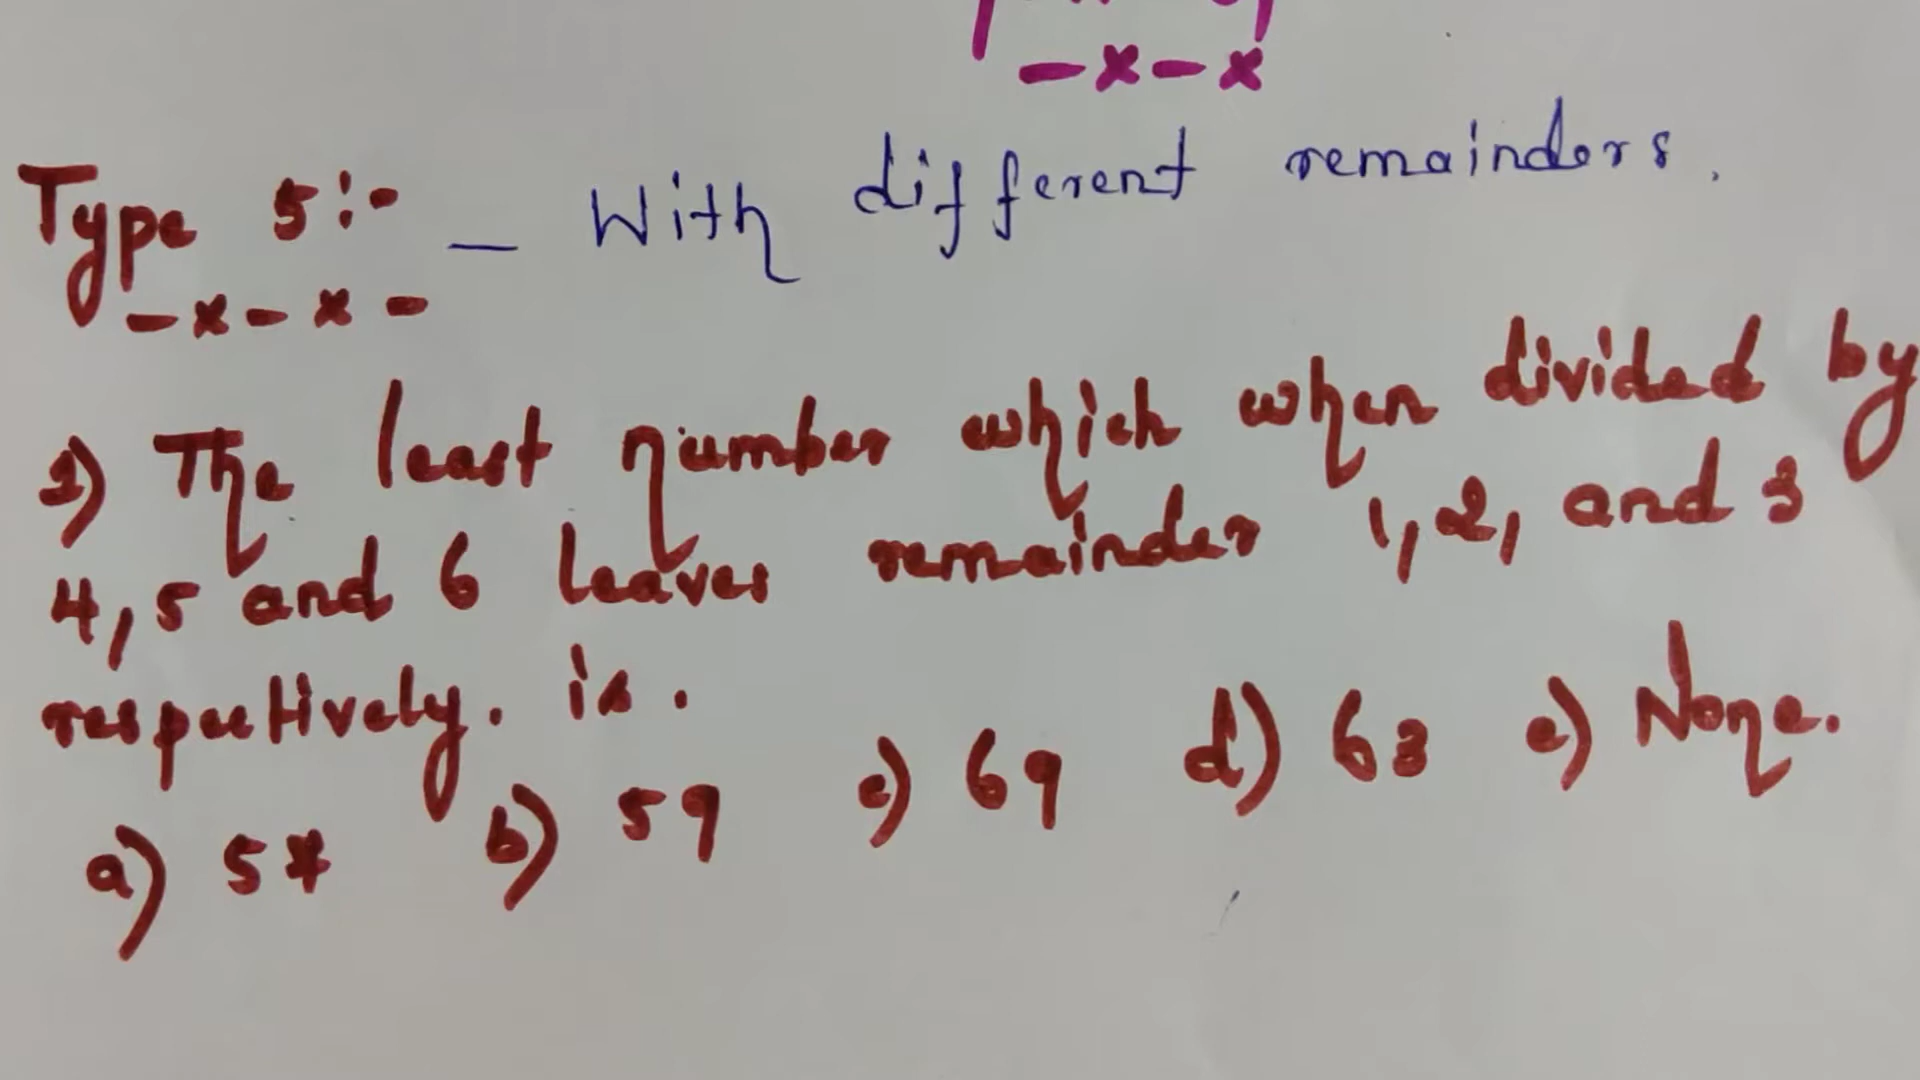 -x-x
Type 5:- - With different remainders.
-x-x-
1) The least number which when divided by
4, 5 and 6 leaves remainder 1, 2, and 3
respectively. is.
a) 57 b) 59 c) 69 d) 63 e) None.